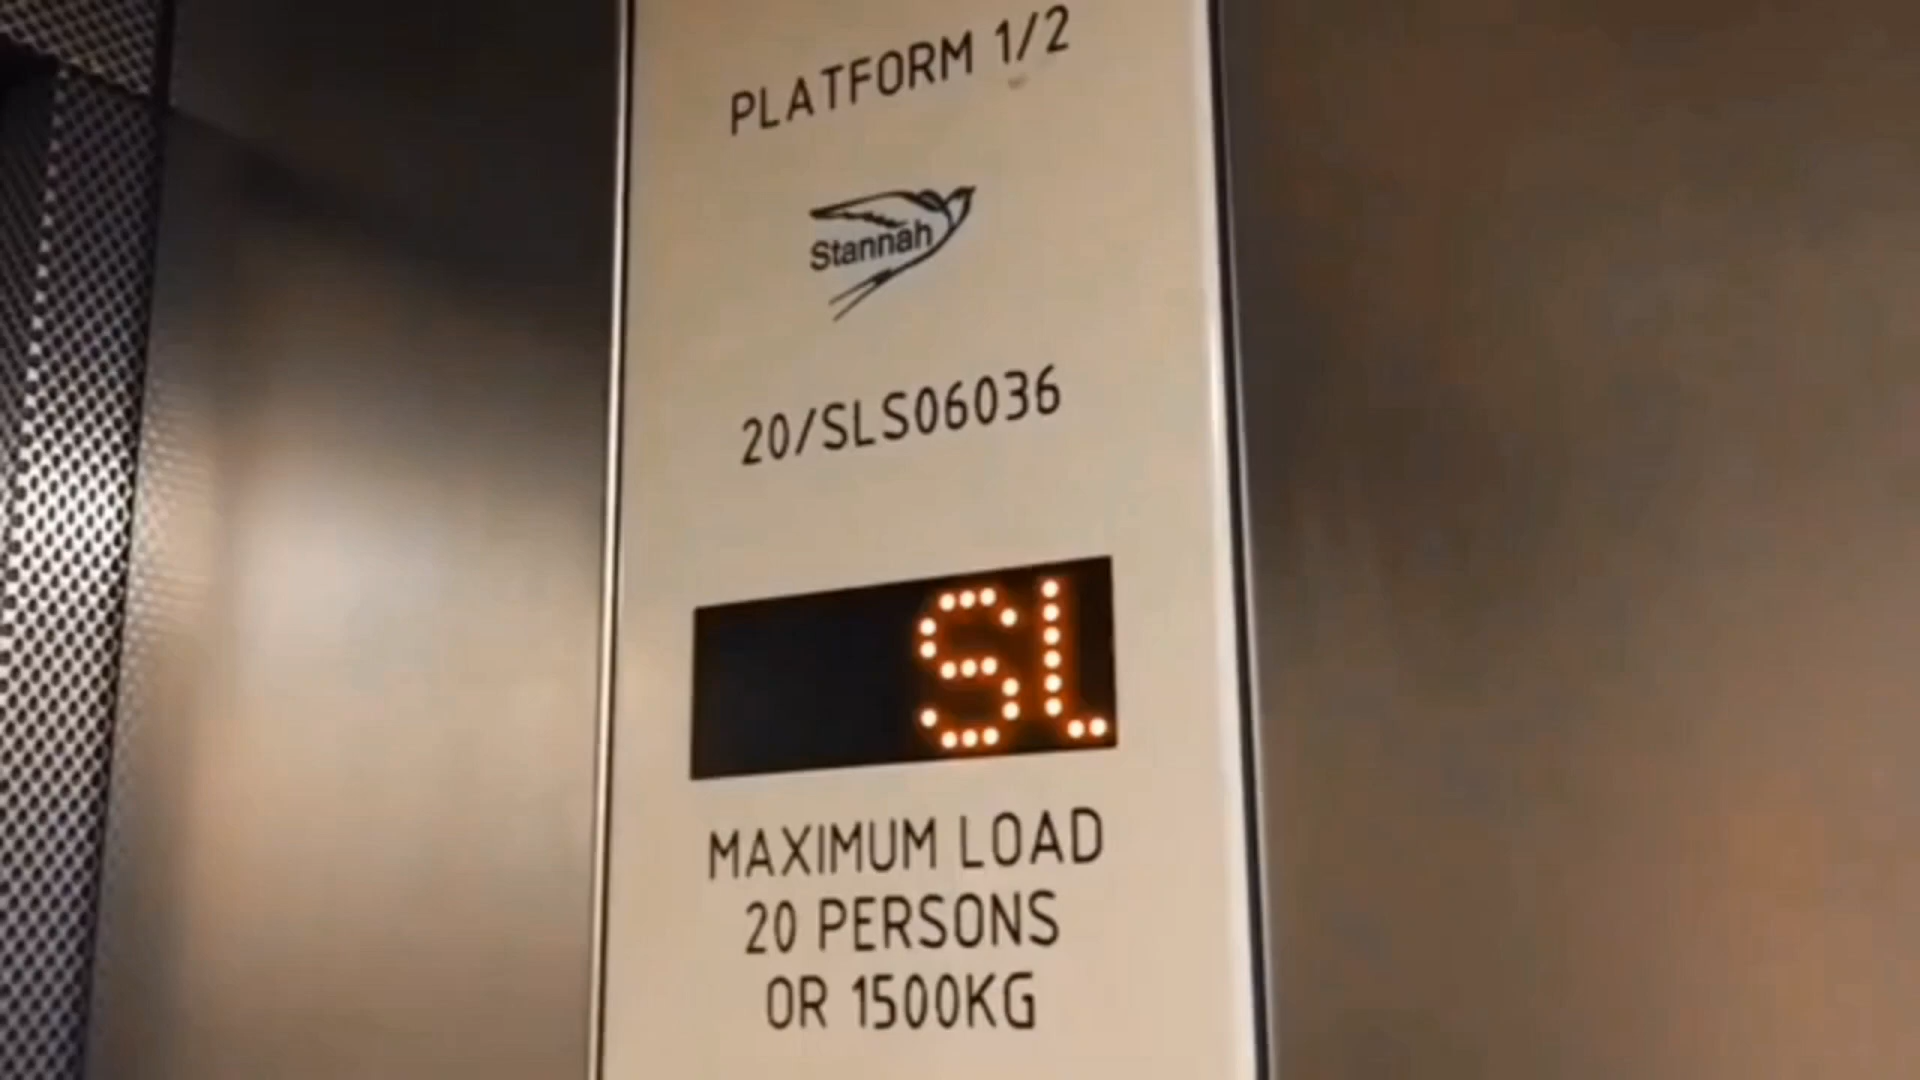 PLATFORM 1/2
Stannah
20/SLS06036
SL
MAXIMUM LOAD
20 PERSONS
OR 1500KG